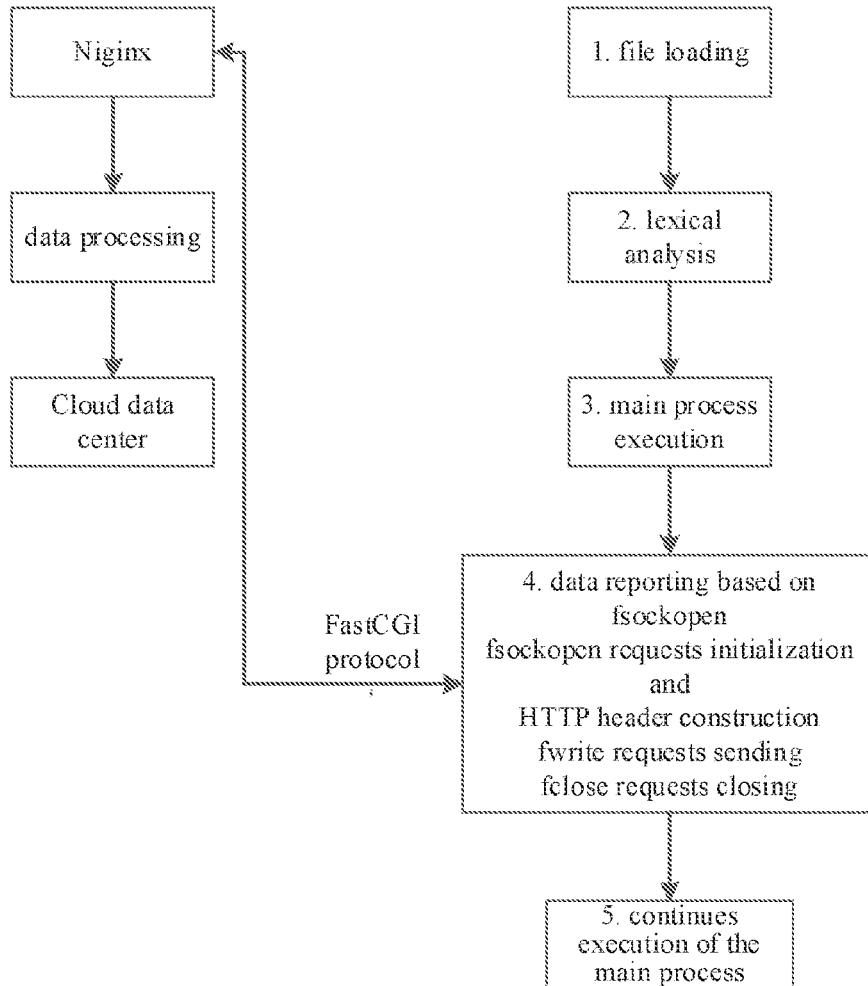 Niginx
data processing
Cloud data
center
FastCGI
protocol
1. file loading
2. lexical
analysis
3. main process
execution
4. data reporting based on
fsockopen
fsockopen requests initialization
and
HTTP header construction
fwrite requests sending
fclose requests closing
5. continues
execution of the
main process